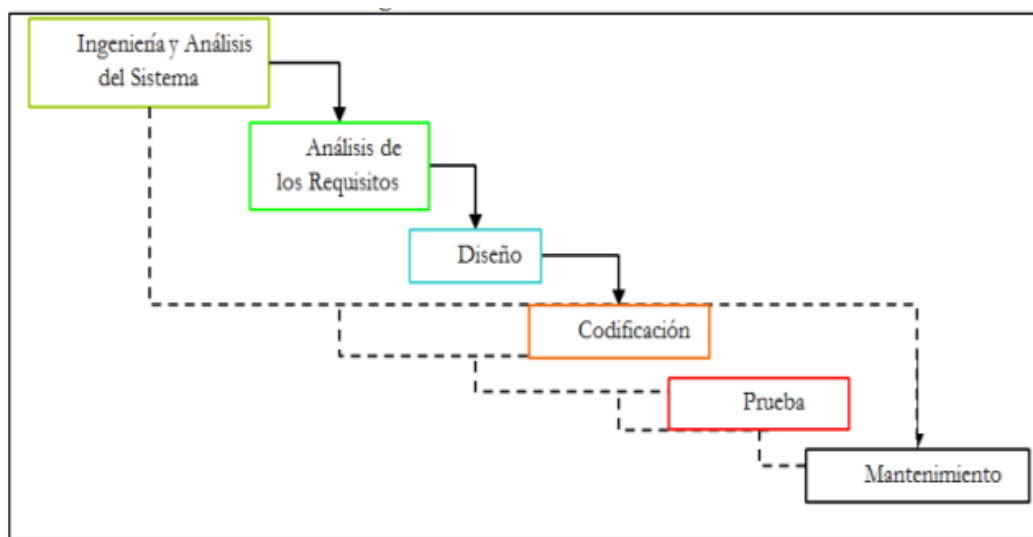 Ingeniería y Análisis
del Sistema
Análisis de
los Requisitos
Diseño
Codificación
Prueba
Mantenimiento